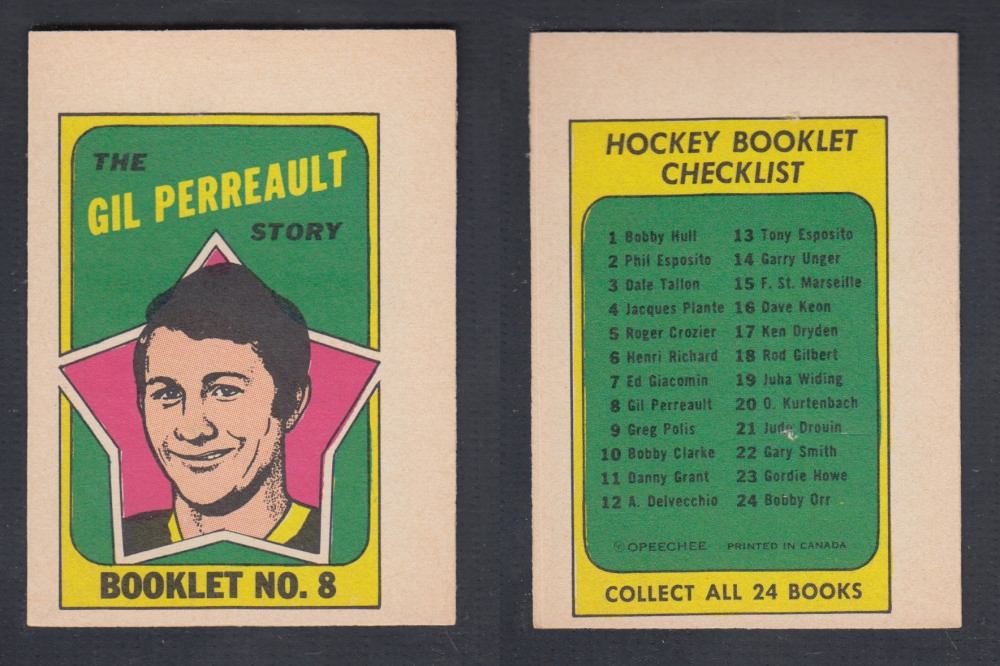 THE
GIL PERREAULT
STORY
BOOKLET NO. 8
HOCKEY BOOKLET
CHECKLIST
1 Bobby Hull 13 Tony Esposito
2 Phil Esposito 14 Garry Unger
3 Dale Tallon 15 F. St. Marseille
4 Jacques Plante 16 Dave Keon
5 Roger Crozier 17 Ken Dryden
6 Henri Richard 18 Rod Gilbert
7 Ed Giacomin 19 Juha Widing
8 Gil Perreault 20 O. Kurtenbach
9 Greg Polis 21 Jude Drouin
10 Bobby Clarke 22 Gary Smith
11 Danny Grant 23 Gordie Howe
12 A. Delvecchio 24 Bobby Orr
© OPEECHEE PRINTED IN CANADA
COLLECT ALL 24 BOOKS